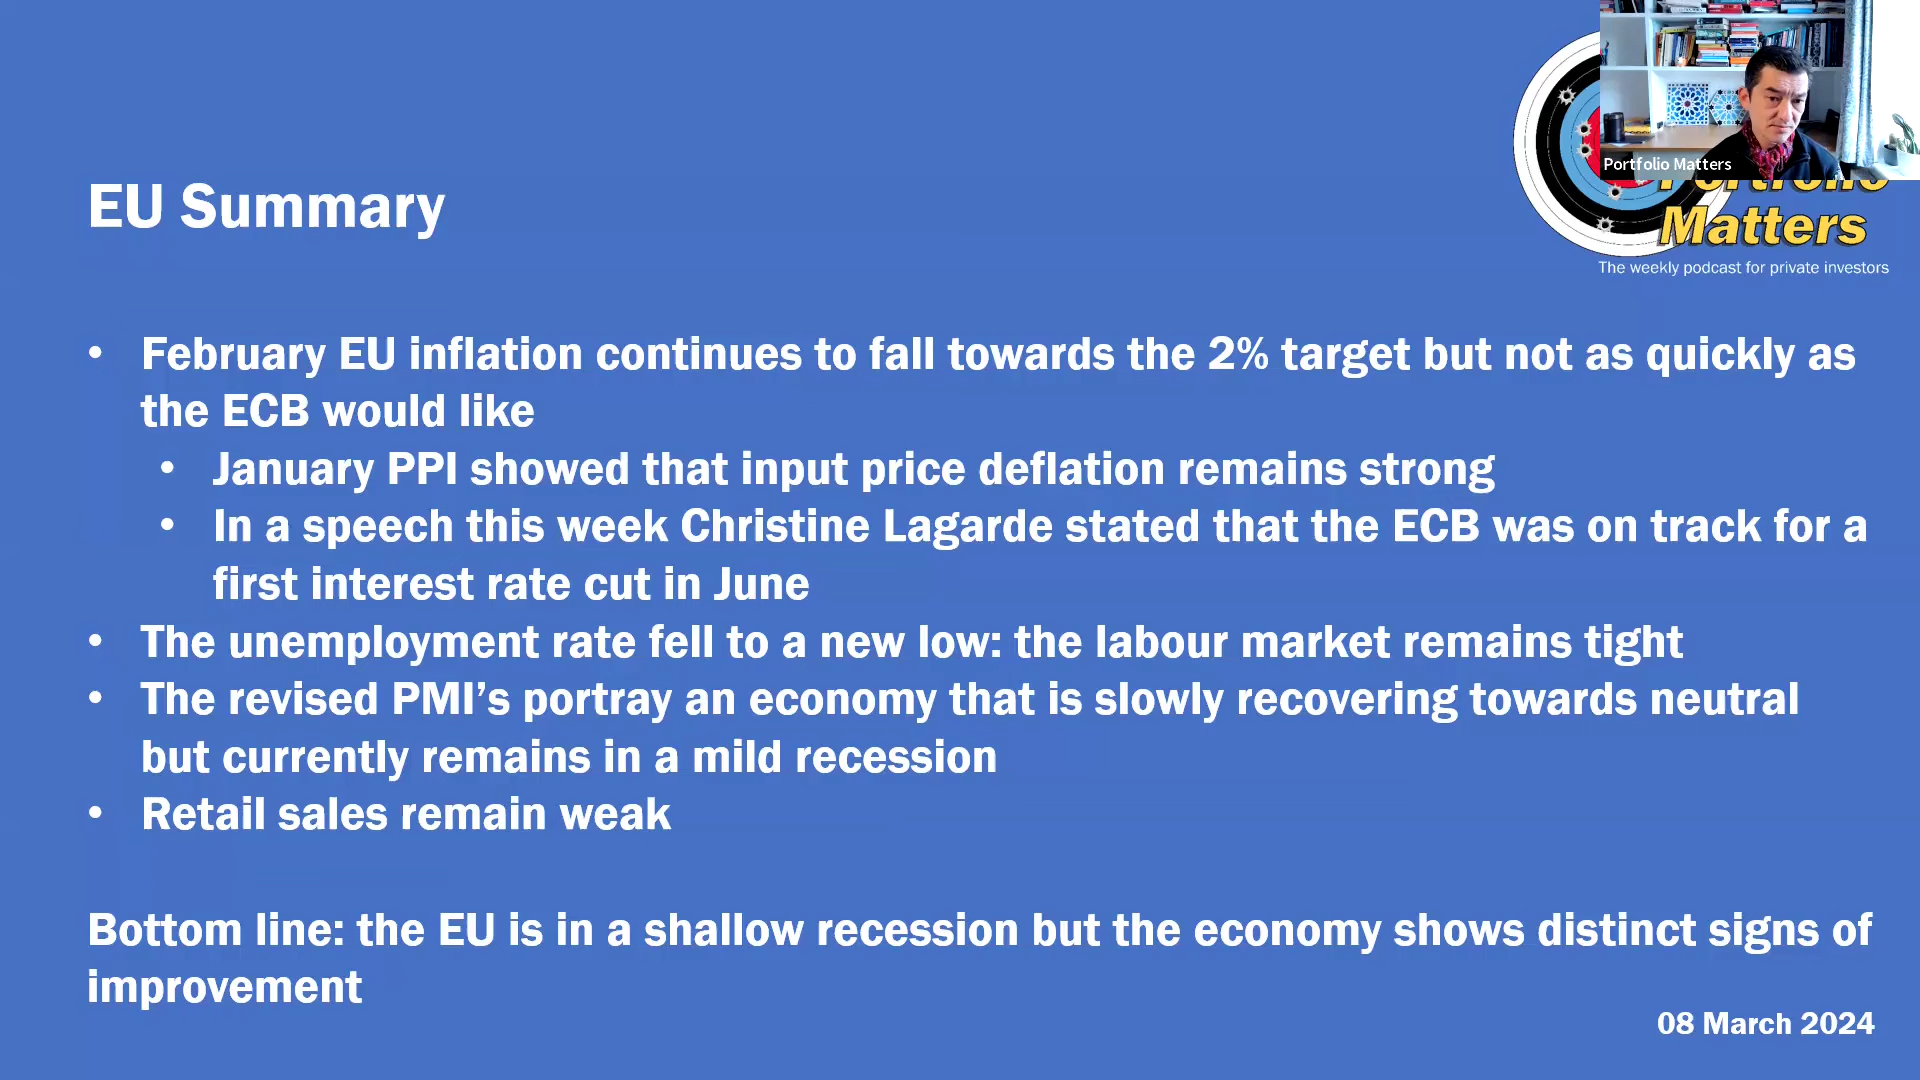 Portfolio Matters
Portfolio
Matters
The weekly podcast for private investors
EU Summary
• February EU inflation continues to fall towards the 2% target but not as quickly as
the ECB would like
• January PPI showed that input price deflation remains strong
• In a speech this week Christine Lagarde stated that the ECB was on track for a
first interest rate cut in June
• The unemployment rate fell to a new low: the labour market remains tight
• The revised PMI’s portray an economy that is slowly recovering towards neutral
but currently remains in a mild recession
• Retail sales remain weak
Bottom line: the EU is in a shallow recession but the economy shows distinct signs of
improvement
08 March 2024